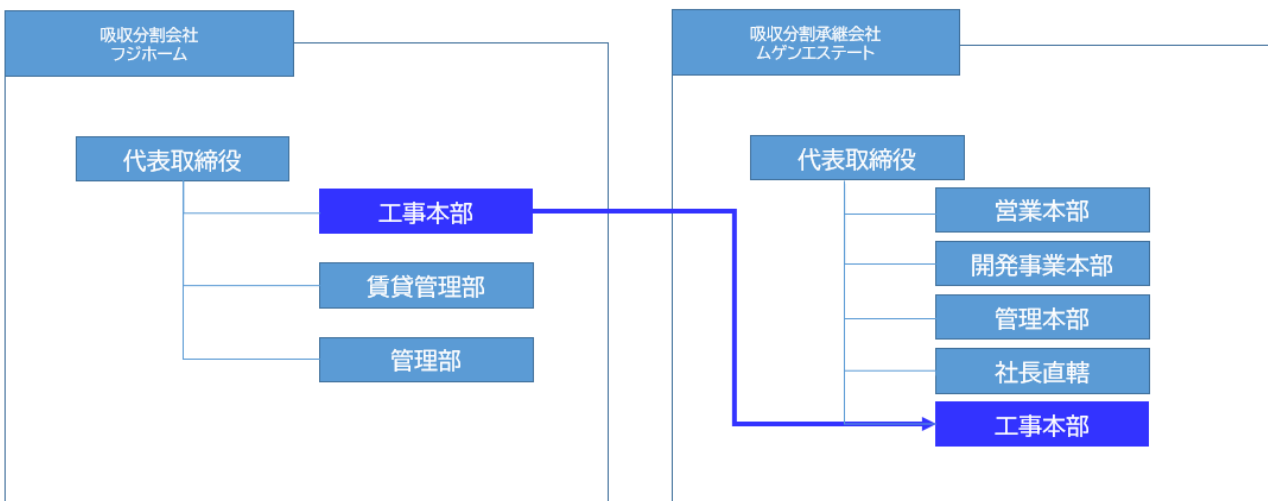 吸収分割会社
フジホーム
代表取締役
工事本部
賃貸管理部
管理部
吸収分割承継会社
ムゲンエステート
代表取締役
営業本部
開発事業本部
管理本部
社長直轄
工事本部